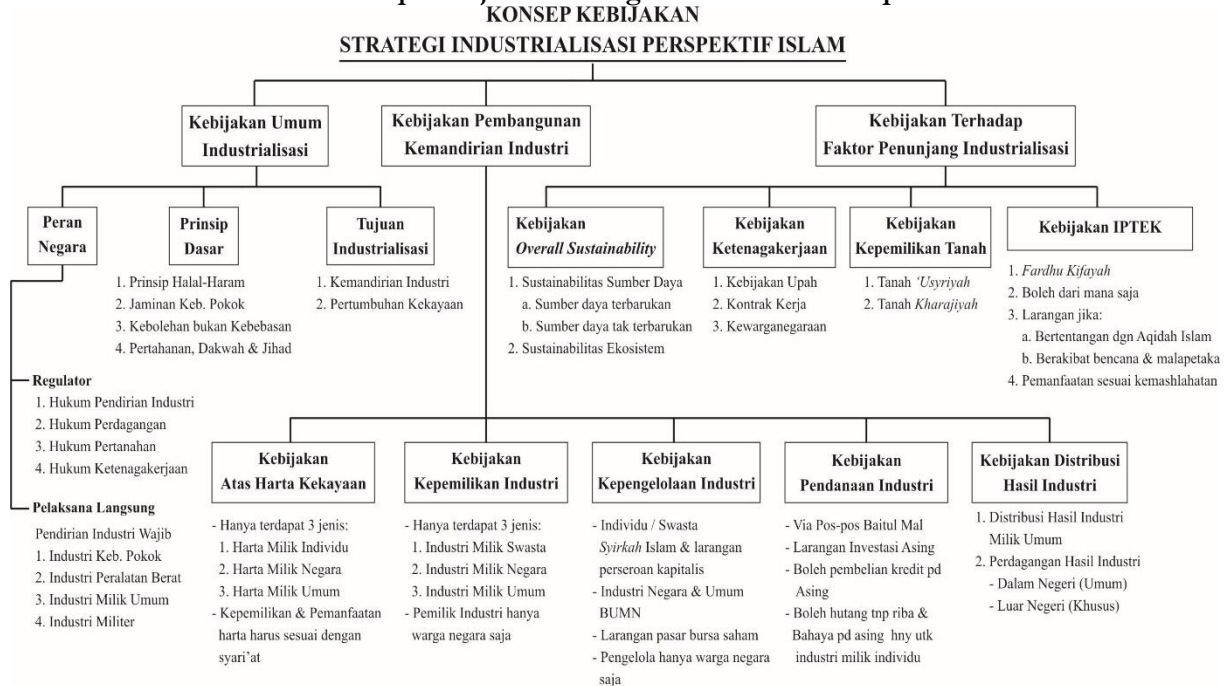 KONSEP KEBIJAKAN
STRATEGI INDUSTRIALISASI PERSPEKTIF ISLAM
Kebijakan Umum
Industrialisasi
Kebijakan Pembangunan
Kemandirian Industri
Kebijakan Terhadap
Faktor Penunjang Industrialisasi
Peran
Negara
Prinsip
Dasar
Tujuan
Industrialisasi
Kebijakan
Overall Sustainability
Kebijakan
Ketenagakerjaan
Kebijakan
Kepemilikan Tanah
Kebijakan IPTEK
1. Prinsip Halal-Haram
2. Jaminan Keb. Pokok
3. Kebolehan bukan Kebebasan
4. Pertahanan, Dakwah & Jihad
1. Kemandirian Industri
2. Pertumbuhan Kekayaan
1. Sustainabilitas Sumber Daya
a. Sumber daya terbarukan
b. Sumber daya tak terbarukan
2. Sustainabilitas Ekosistem
1. Kebijakan Upah
2. Kontrak Kerja
3. Kewarganegaraan
1. Tanah ‘Usyriyah
2. Tanah Kharajiyah
1. Fardhu Kifayah
2. Boleh dari mana saja
3. Larangan jika:
a. Bertentangan dgn Aqidah Islam
b. Berakibat bencana & malapetaka
4. Pemanfaatan sesuai kemashlahatan
Regulator
1. Hukum Pendirian Industri
2. Hukum Perdagangan
3. Hukum Pertanahan
4. Hukum Ketenagakerjaan
Pelaksana Langsung
Pendirian Industri Wajib
1. Industri Keb. Pokok
2. Industri Peralatan Berat
3. Industri Milik Umum
4. Industri Militer
Kebijakan
Atas Harta Kekayaan
- Hanya terdapat 3 jenis:
1. Harta Milik Individu
2. Harta Milik Negara
3. Harta Milik Umum
- Kepemilikan & Pemanfaatan
harta harus sesuai dengan
syari’at
Kebijakan
Kepemilikan Industri
- Hanya terdapat 3 jenis:
1. Industri Milik Swasta
2. Industri Milik Negara
3. Industri Milik Umum
- Pemilik Industri hanya
warga negara saja
Kebijakan
Kepengelolaan Industri
- Individu / Swasta
Syirkah Islam & larangan
perseroan kapitalis
- Industri Negara & Umum
BUMN
- Larangan pasar bursa saham
- Pengelola hanya warga negara
saja
Kebijakan
Pendanaan Industri
- Via Pos-pos Baitul Mal
- Larangan Investasi Asing
- Boleh pembelian kredit pd
Asing
- Boleh hutang tnp riba &
Bahaya pd asing hny utk
industri milik individu
Kebijakan Distribusi
Hasil Industri
1. Distribusi Hasil Industri
Milik Umum
2. Perdagangan Hasil Industri
- Dalam Negeri (Umum)
- Luar Negeri (Khusus)